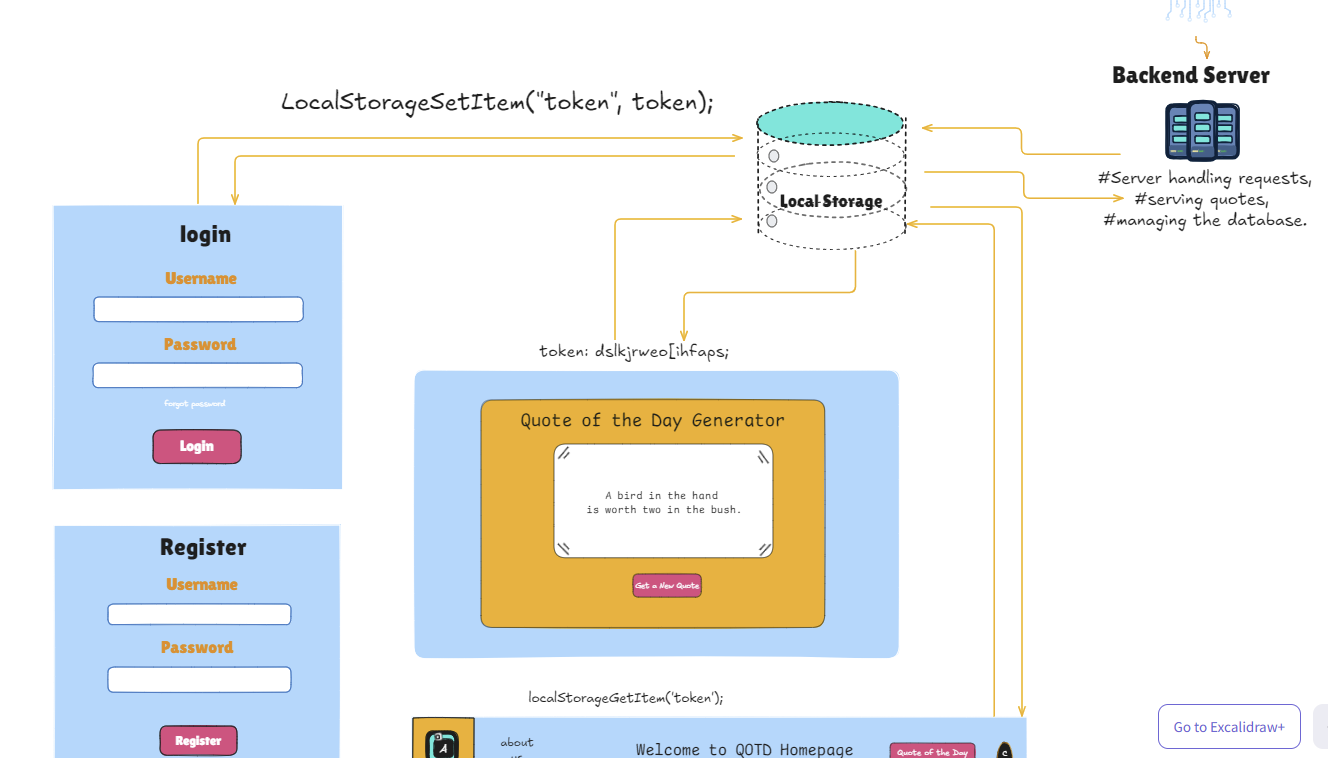 Backend Server
LocalStorageSetItem("token", token);
#Server handling requests,
#serving quotes,
#managing the database.
Local Storage
login
Username
Password
forgot password
Login
token: dslkjrweo[ihfaps;
Quote of the Day Generator
A bird in the hand
is worth two in the bush.
Get a New Quote
Register
Username
Password
Register
localStorageGetItem('token');
A
about
Welcome to QOTD Homepage
Quote of the Day
C
Go to Excalidraw+